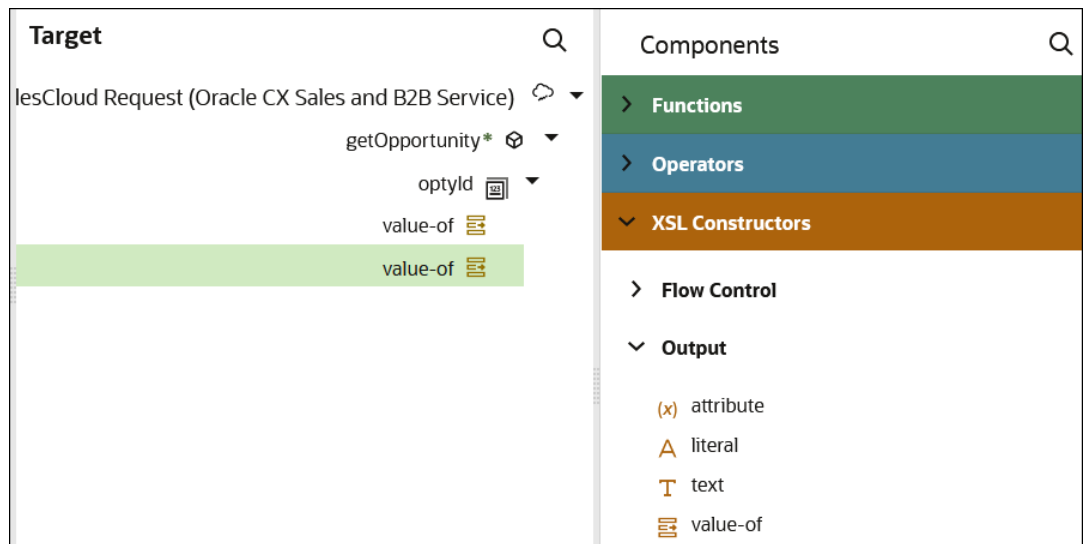 Target
lesCloud Request (Oracle CX Sales and B2B Service)
getOpportunity*
optyId
123
value-of
value-of
Components
Functions
Operators
XSL Constructors
Flow Control
Output
(x) attribute
A literal
T text
value-of